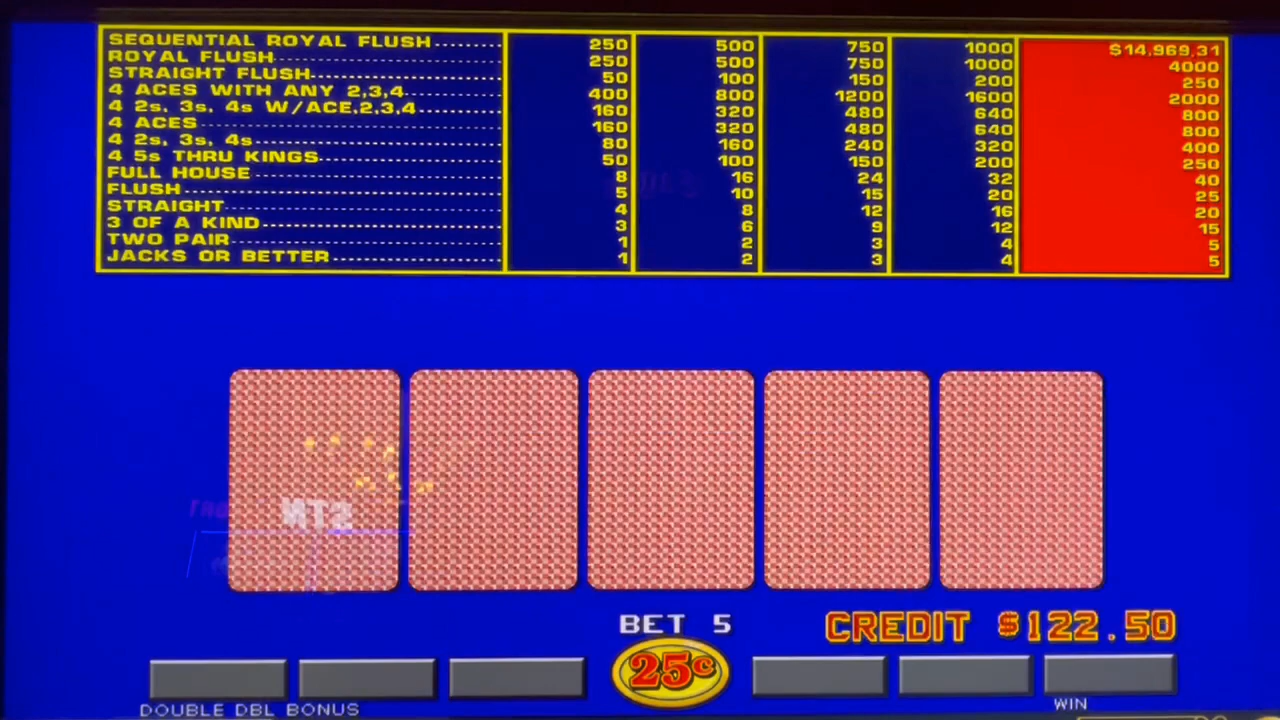 SEQUENTIAL ROYAL FLUSH 250 500 750 1000 $14,969.31
ROYAL FLUSH 250 500 750 1000 4000
STRAIGHT FLUSH 50 100 150 200 250
4 ACES WITH ANY 2,3,4 400 800 1200 1600 2000
4 2s, 3s, 4s W/ACE,2,3,4 160 320 480 640 800
4 ACES 160 320 480 640 800
4 2s, 3s, 4s 80 160 240 320 400
4 5s THRU KINGS 50 100 150 200 250
FULL HOUSE 8 16 24 32 40
FLUSH 5 10 15 20 25
STRAIGHT 4 8 12 16 20
3 OF A KIND 3 6 9 12 15
TWO PAIR 1 2 3 4 5
JACKS OR BETTER 1 2 3 4 5
BET 5
CREDIT $122.50
25¢
DOUBLE DBL BONUS
WIN